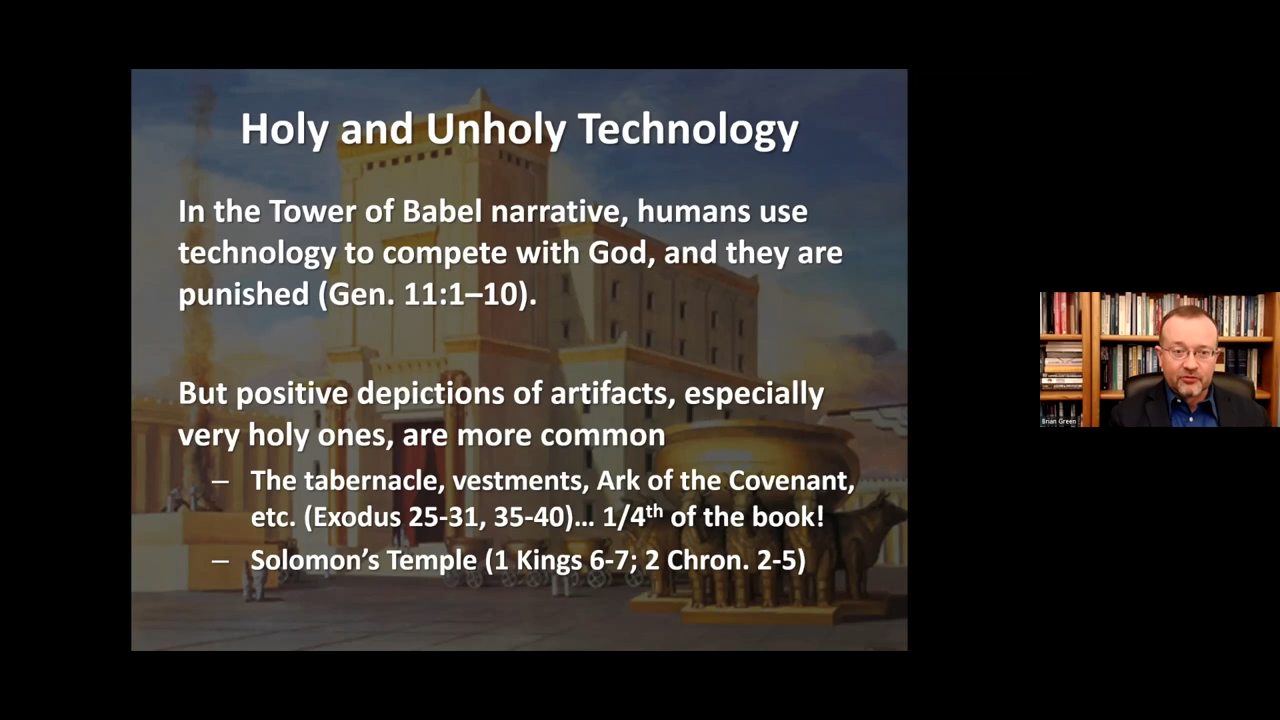 Holy and Unholy Technology
In the Tower of Babel narrative, humans use
technology to compete with God, and they are
punished (Gen. 11:1–10).
But positive depictions of artifacts, especially
very holy ones, are more common
– The tabernacle, vestments, Ark of the Covenant,
etc. (Exodus 25-31, 35-40)… 1/4th of the book!
– Solomon’s Temple (1 Kings 6-7; 2 Chron. 2-5)
Brian Green